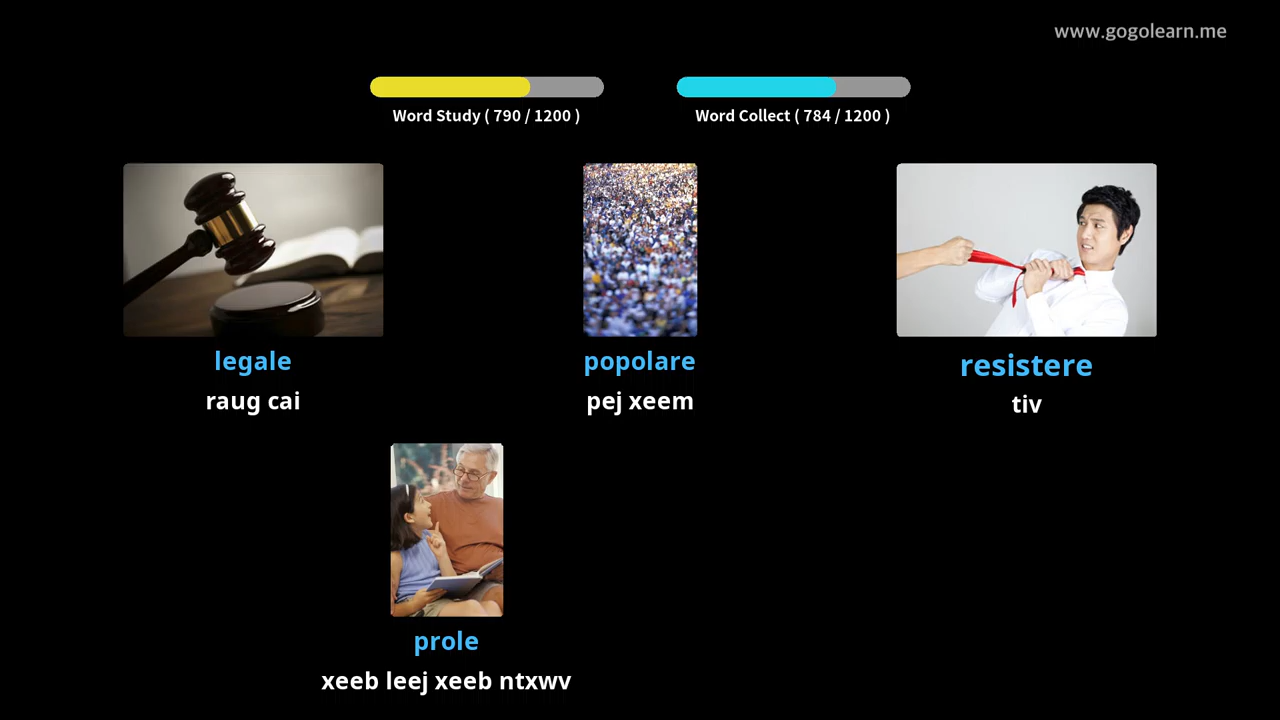 www.gogolearn.me
Word Study ( 790 / 1200 )
Word Collect ( 784 / 1200 )
legale
raug cai
popolare
pej xeem
resistere
tiv
prole
xeeb leej xeeb ntxwv